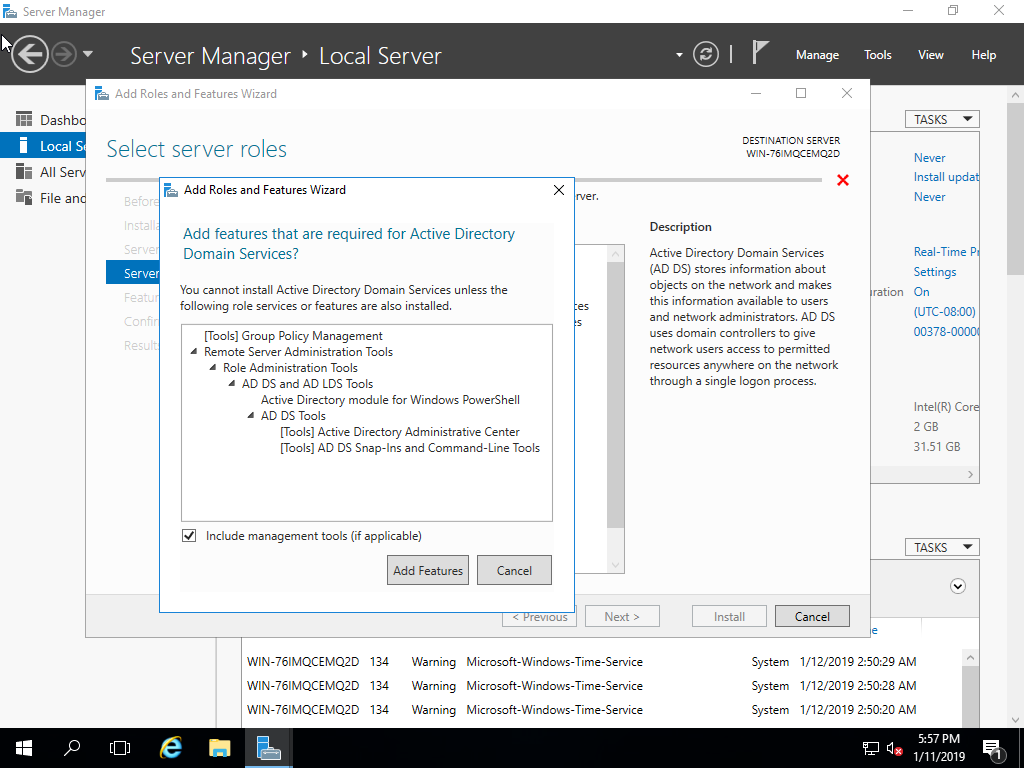 Server Manager
Server Manager ‣ Local Server
Manage Tools View Help
Local Se
All Serv
File and
TASKS
Never
Install updat
Never
Real-Time Pr
Settings
On
(UTC-08:00)
00378-0000
Intel(R) Core
2 GB
31.51 GB
TASKS
Add Roles and Features Wizard
Select server roles
DESTINATION SERVER
WIN-76IMQCEMQ2D
Before
Installa
Server
Server
Featur
Confir
Results
Description
Active Directory Domain Services
(AD DS) stores information about
objects on the network and makes
this information available to users
and network administrators. AD DS
uses domain controllers to give
network users access to permitted
resources anywhere on the network
through a single logon process.
< Previous
Next >
Install
Cancel
Add Roles and Features Wizard
Add features that are required for Active Directory
Domain Services?
You cannot install Active Directory Domain Services unless the
following role services or features are also installed.
[Tools] Group Policy Management
Remote Server Administration Tools
Role Administration Tools
AD DS and AD LDS Tools
Active Directory module for Windows PowerShell
AD DS Tools
[Tools] Active Directory Administrative Center
[Tools] AD DS Snap-Ins and Command-Line Tools
Include management tools (if applicable)
Add Features
Cancel
WIN-76IMQCEMQ2D 134 Warning Microsoft-Windows-Time-Service System 1/12/2019 2:50:29 AM
WIN-76IMQCEMQ2D 134 Warning Microsoft-Windows-Time-Service System 1/12/2019 2:50:28 AM
WIN-76IMQCEMQ2D 134 Warning Microsoft-Windows-Time-Service System 1/12/2019 2:50:20 AM
5:57 PM
1/11/2019
1